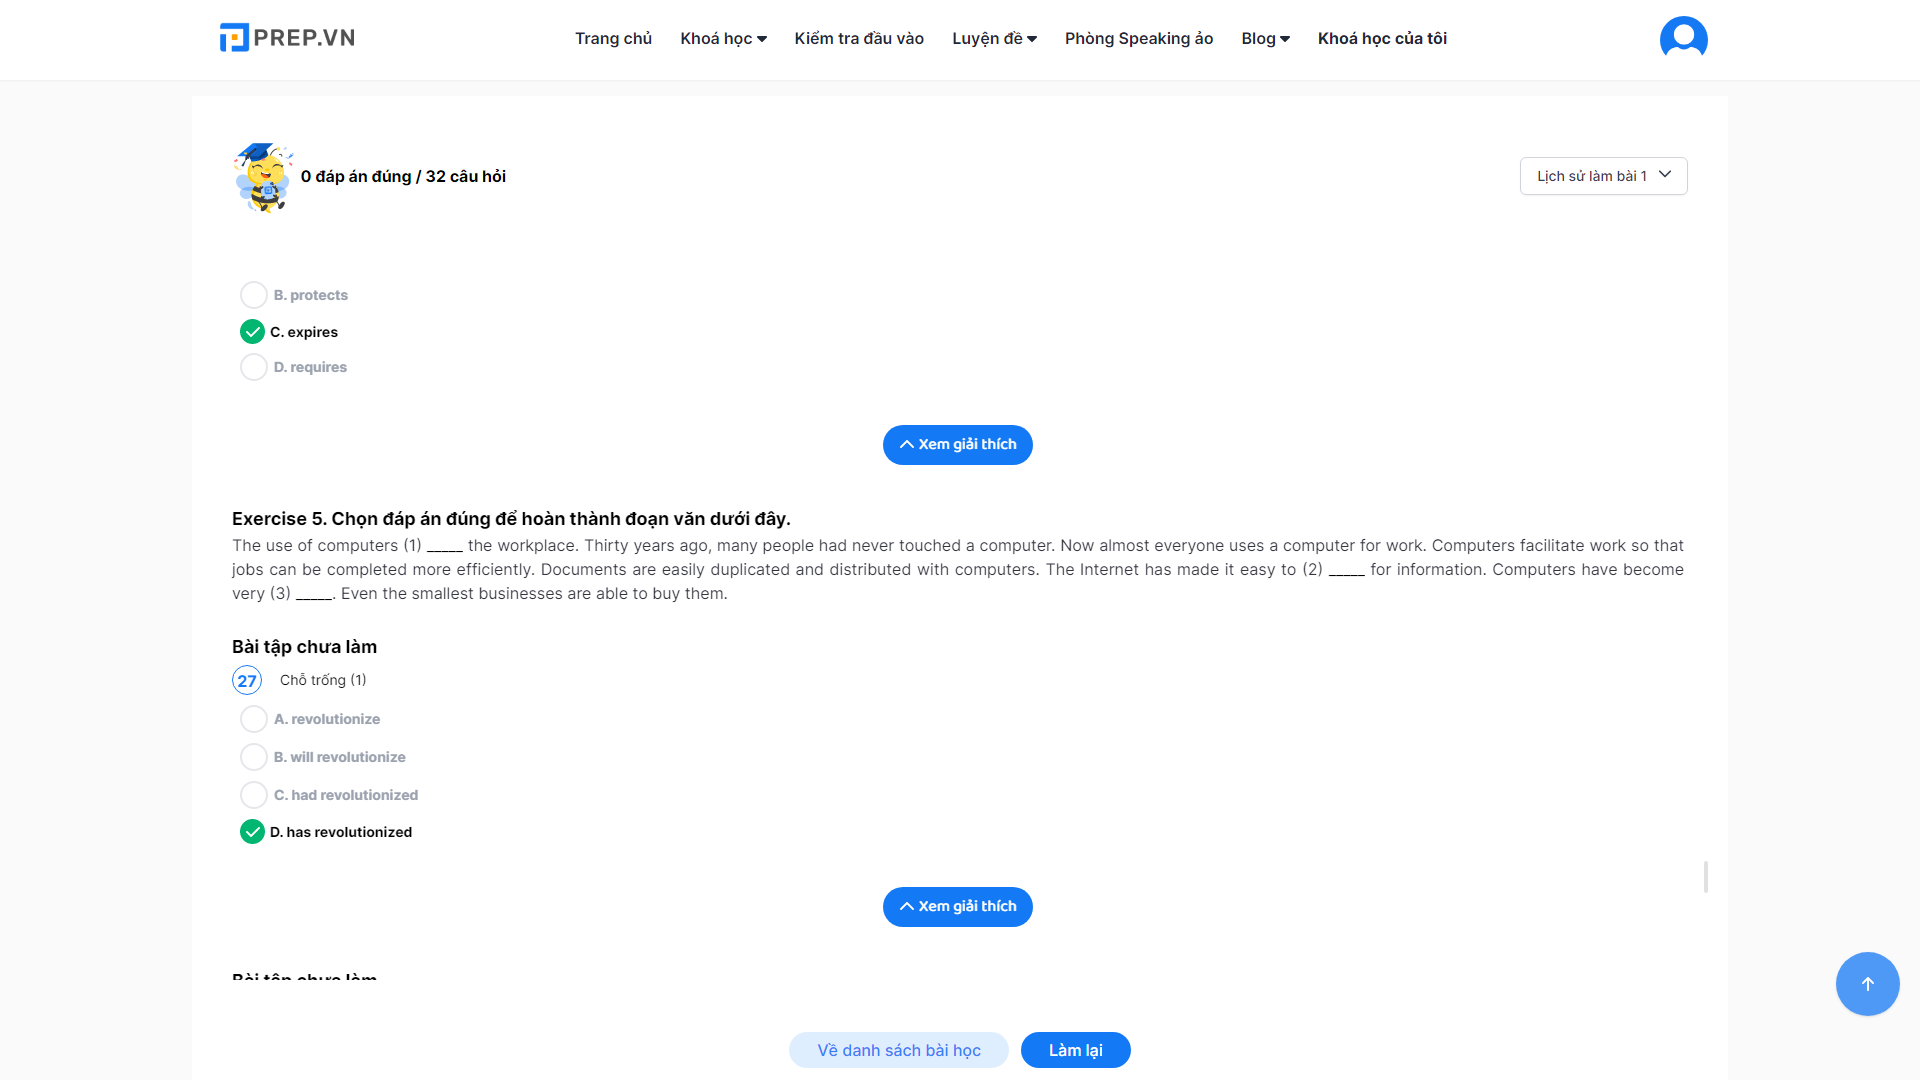 PREP.VN
Trang chủ Khoá học Kiểm tra đầu vào Luyện đề Phòng Speaking ảo Blog Khoá học của tôi
0 đáp án đúng / 32 câu hỏi
Lịch sử làm bài 1
B. protects
C. expires
D. requires
Xem giải thích
Exercise 5. Chọn đáp án đúng để hoàn thành đoạn văn dưới đây.
The use of computers (1) _____ the workplace. Thirty years ago, many people had never touched a computer. Now almost everyone uses a computer for work. Computers facilitate work so that
jobs can be completed more efficiently. Documents are easily duplicated and distributed with computers. The Internet has made it easy to (2) _____ for information. Computers have become
very (3) _____. Even the smallest businesses are able to buy them.
Bài tập chưa làm
27 Chỗ trống (1)
A. revolutionize
B. will revolutionize
C. had revolutionized
D. has revolutionized
Xem giải thích
Bài tập chưa làm
Về danh sách bài học Làm lại